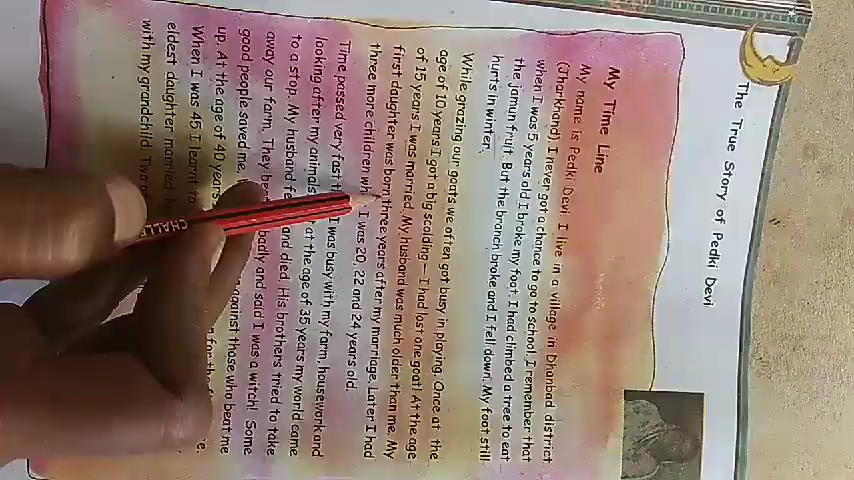 The True Story of Pedki Devi
My Time Line
My name is Pedki Devi. I live in a village in Dhanbad district
(Jharkhand) I never got a chance to go to school. I remember that
when I was 5 years old I broke my foot. I had climbed a tree to eat
the jamun fruit. But the branch broke and I fell down. My foot still
hurts in winter.
While grazing our goats we often got busy in playing. Once at the
age of 10 years I got a big scolding – I had lost one goat! At the age
of 15 years I was married. My husband was much older than me. My
first daughter was born three years after my marriage. Later I had
three more children when I was 20, 22 and 24 years old.
Time passed very fast I was busy with my farm, housework and
looking after my animals at the age of 35 years my world came
to a stop. My husband and died. His brothers tried to take
away our farm. They badly and said I was a witch! Some
good people saved me. against those who beat me
up. At the age of 40 years for the
When I was 45 I learnt to
eldest daughter married
with my grandchild. Two of
CHALLE